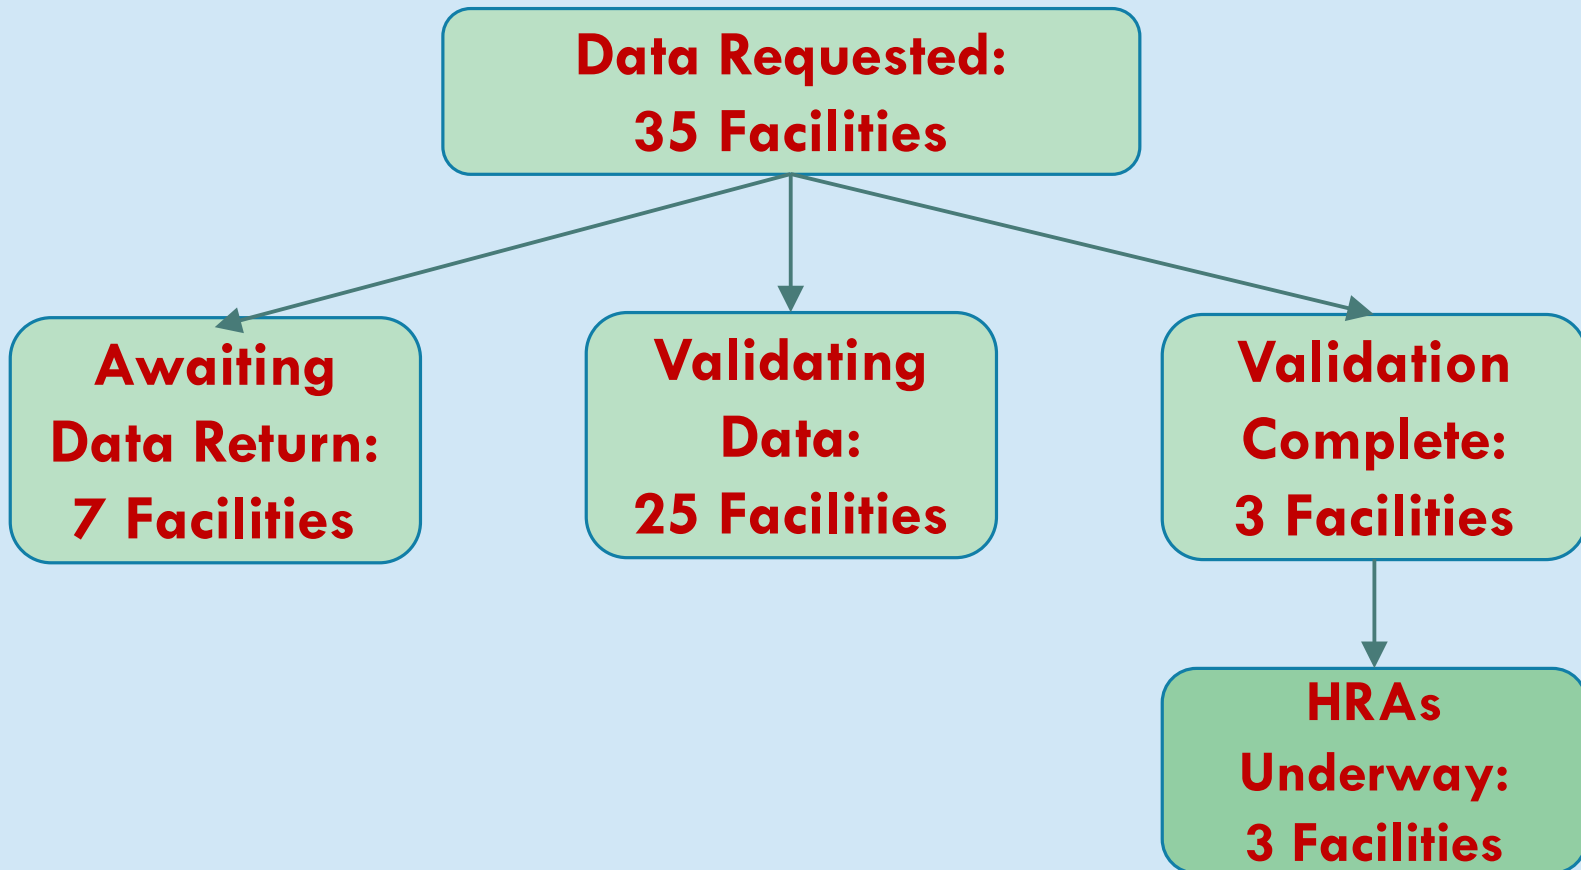 Data Requested:
35 Facilities
Awaiting
Data Return:
7 Facilities
Validating
Data:
25 Facilities
Validation
Complete:
3 Facilities
HRAs
Underway:
3 Facilities